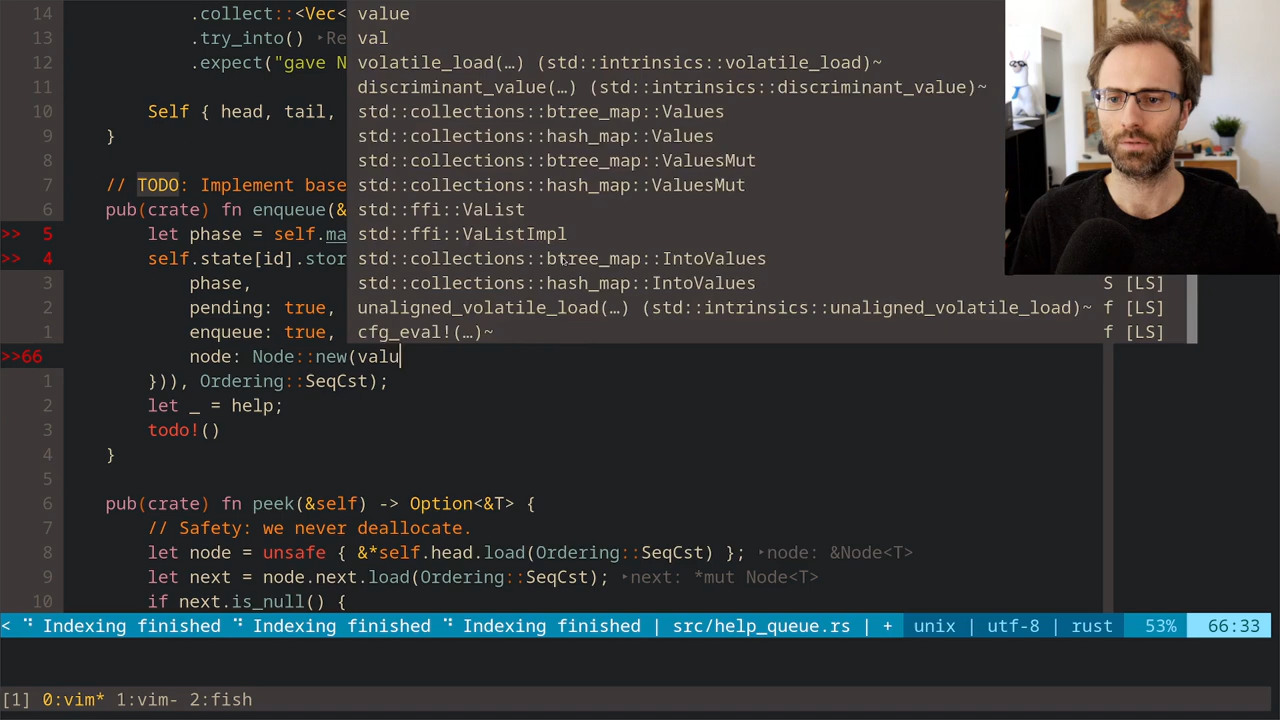 14 .collect::<Vec<
13 .try_into() ▸Re
12 .expect("gave N
11
10 Self { head, tail,
9 }
8
7 // TODO: Implement base
6 pub(crate) fn enqueue(&
>> 5 let phase = self.ma
>> 4 self.state[id].stor
3 phase,
2 pending: true,
1 enqueue: true,
>>66 node: Node::new(valu
1 })), Ordering::SeqCst);
2 let _ = help;
3 todo!()
4 }
5
6 pub(crate) fn peek(&self) -> Option<&T> {
7 // Safety: we never deallocate.
8 let node = unsafe { &*self.head.load(Ordering::SeqCst) }; ▸node: &Node<T>
9 let next = node.next.load(Ordering::SeqCst); ▸next: *mut Node<T>
10 if next.is_null() {
value
val
volatile_load(…) (std::intrinsics::volatile_load)~
discriminant_value(…) (std::intrinsics::discriminant_value)~
std::collections::btree_map::Values
std::collections::hash_map::Values
std::collections::btree_map::ValuesMut
std::collections::hash_map::ValuesMut
std::ffi::VaList
std::ffi::VaListImpl
std::collections::btree_map::IntoValues
std::collections::hash_map::IntoValues S [LS]
unaligned_volatile_load(…) (std::intrinsics::unaligned_volatile_load)~ f [LS]
cfg_eval!(…)~ f [LS]
< ⠙ Indexing finished ⠙ Indexing finished ⠙ Indexing finished | src/help_queue.rs | + unix | utf-8 | rust 53% 66:33
[1] 0:vim* 1:vim- 2:fish